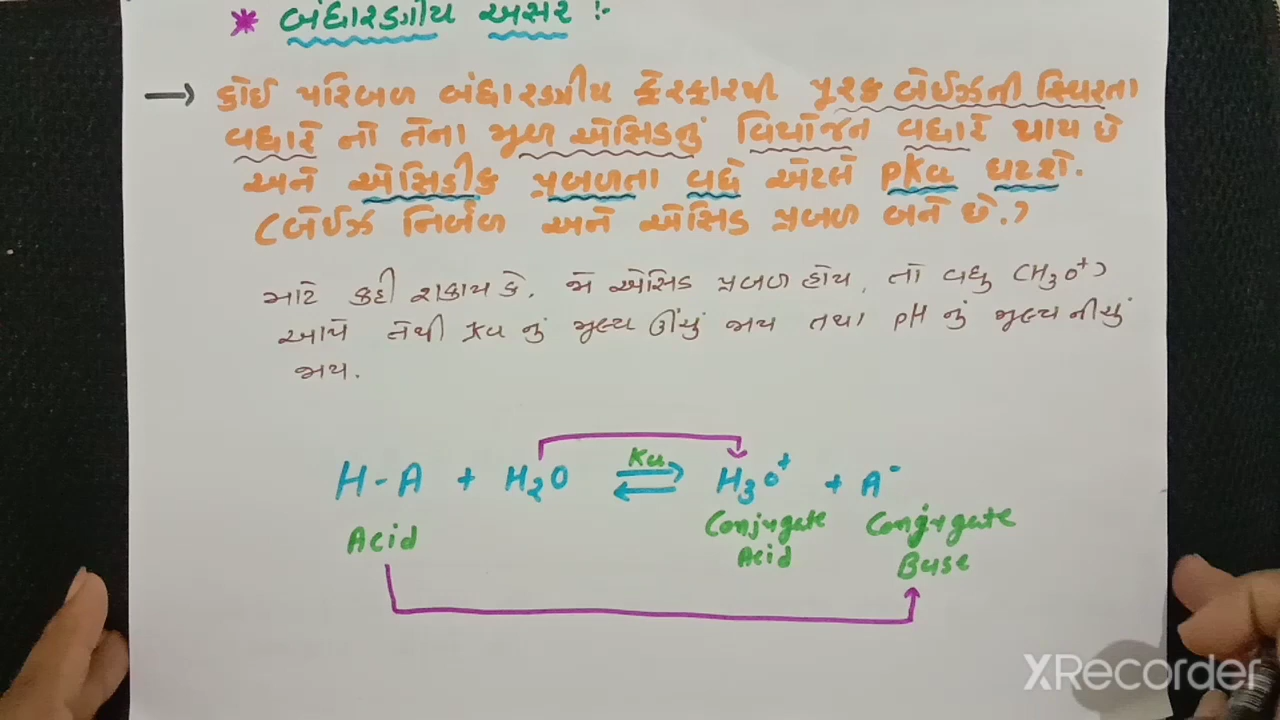 * બંધારણીય અસર :-
→ કોઈ પરિબળ બંધારણીય ફેરફારથી પૂરક બેઈઝની સ્થિરતા
વધારે તો તેના મૂળ એસિડનું વિયોજન વધારે થાય છે
અને એસિડીક પ્રબળતા વધે એટલે pKa ઘટશે.
(બેઈઝ નિર્બળ અને એસિડ પ્રબળ બને છે.)
માટે કહી શકાય કે. જો એસિડ પ્રબળ હોય, તો વધુ (H₃O⁺)
આપે તેથી Ka નું મૂલ્ય ઊંચું જાય તથા pH નું મૂલ્ય નીચું
જાય.
H-A + H₂O ⇌ H₃O⁺ + A⁻
Ka
Acid Conjugate Acid Conjugate Base
XRecorder